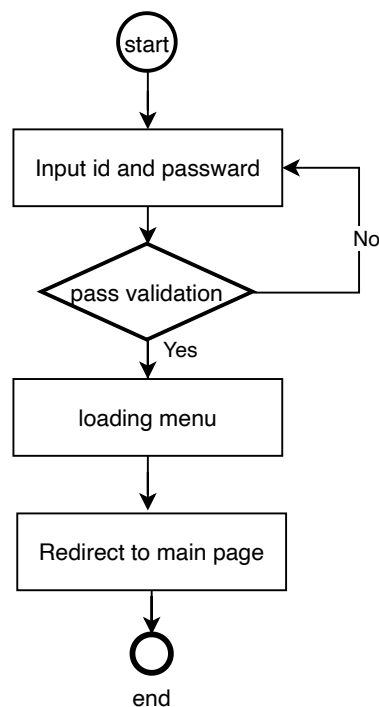 start
Input id and passward
No
pass validation
Yes
loading menu
Redirect to main page
end